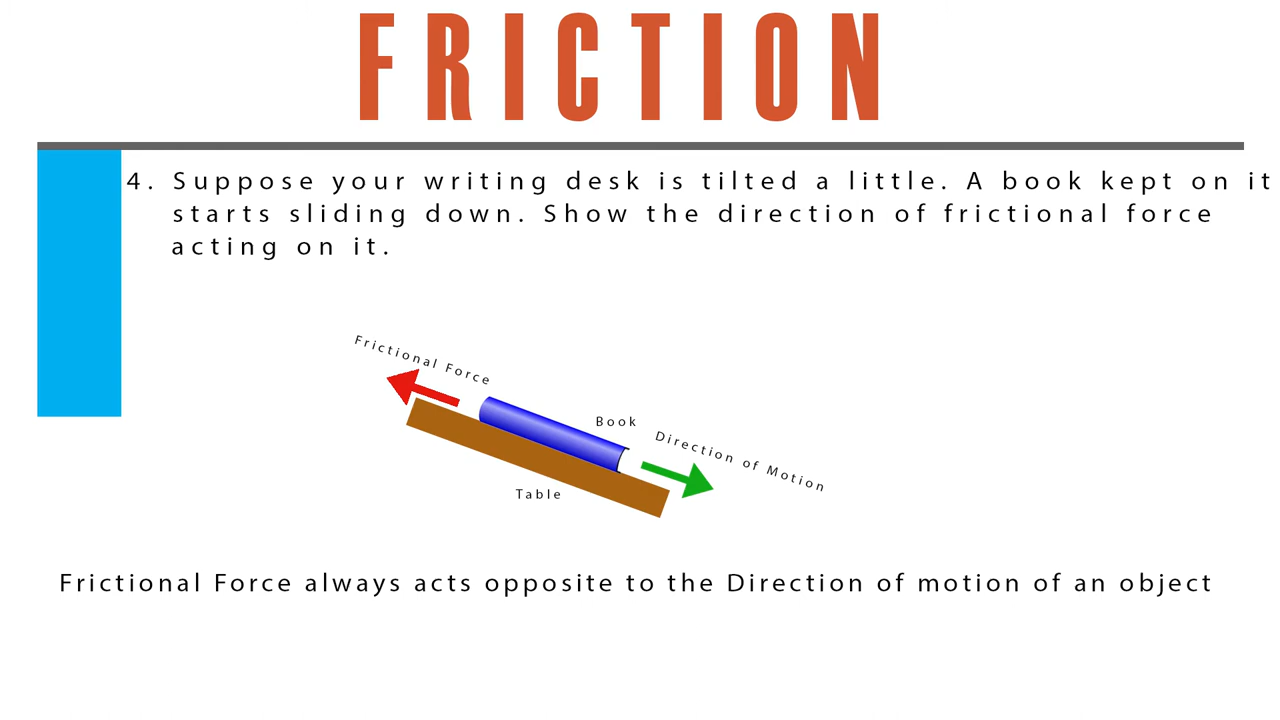 FRICTION
4. Suppose your writing desk is tilted a little. A book kept on it
starts sliding down. Show the direction of frictional force
acting on it.
Frictional Force
Book
Direction of Motion
Table
Frictional Force always acts opposite to the Direction of motion of an object